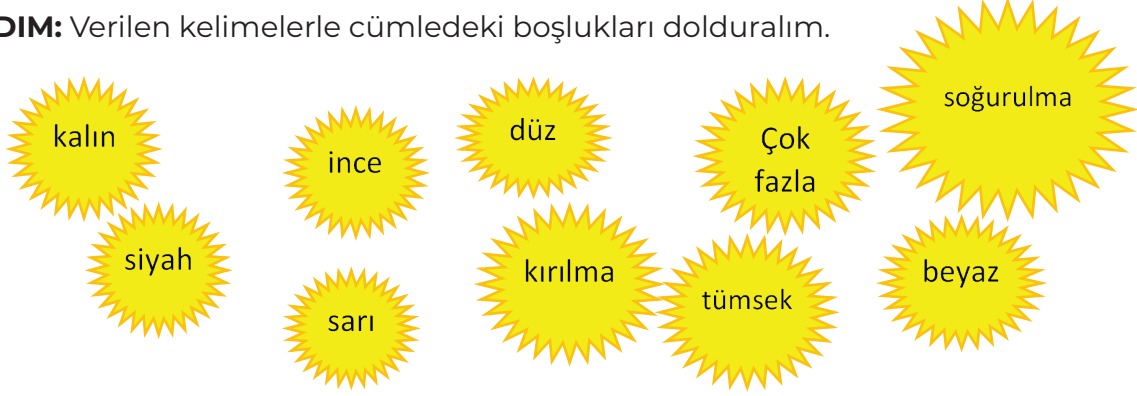 DIM: Verilen kelimelerle cümledeki boşlukları dolduralım.
kalın
ince
düz
Çok
fazla
soğurulma
siyah
sarı
kırılma
tümsek
beyaz